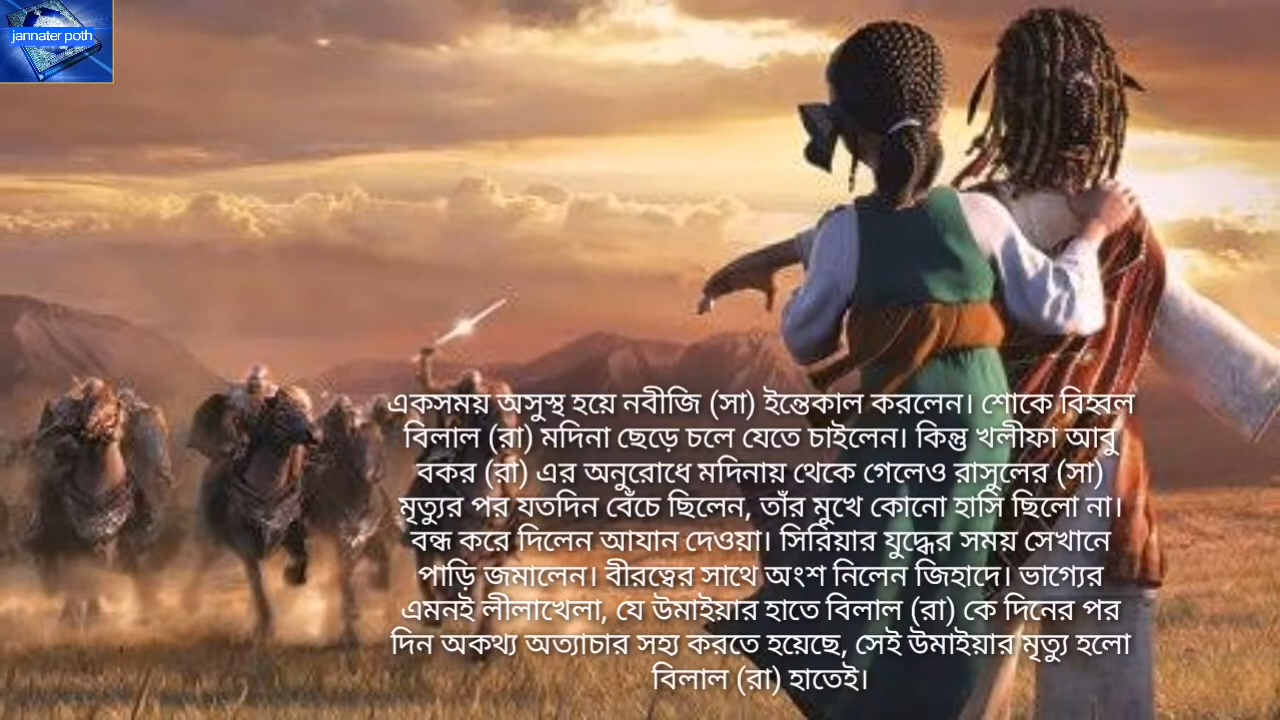 jannater poth
একসময় অসুস্থ হয়ে নবীজি (সা) ইন্তেকাল করলেন। শোকে বিহ্বল
বিলাল (রা) মদিনা ছেড়ে চলে যেতে চাইলেন। কিন্তু খলীফা আবু
বকর (রা) এর অনুরোধে মদিনায় থেকে গেলেও রাসুলের (সা)
মৃত্যুর পর যতদিন বেঁচে ছিলেন, তাঁর মুখে কোনো হাসি ছিলো না।
বন্ধ করে দিলেন আযান দেওয়া। সিরিয়ার যুদ্ধের সময় সেখানে
পাড়ি জমালেন। বীরত্বের সাথে অংশ নিলেন জিহাদে। ভাগ্যের
এমনই লীলাখেলা, যে উমাইয়ার হাতে বিলাল (রা) কে দিনের পর
দিন অকথ্য অত্যাচার সহ্য করতে হয়েছে, সেই উমাইয়ার মৃত্যু হলো
বিলাল (রা) হাতেই।